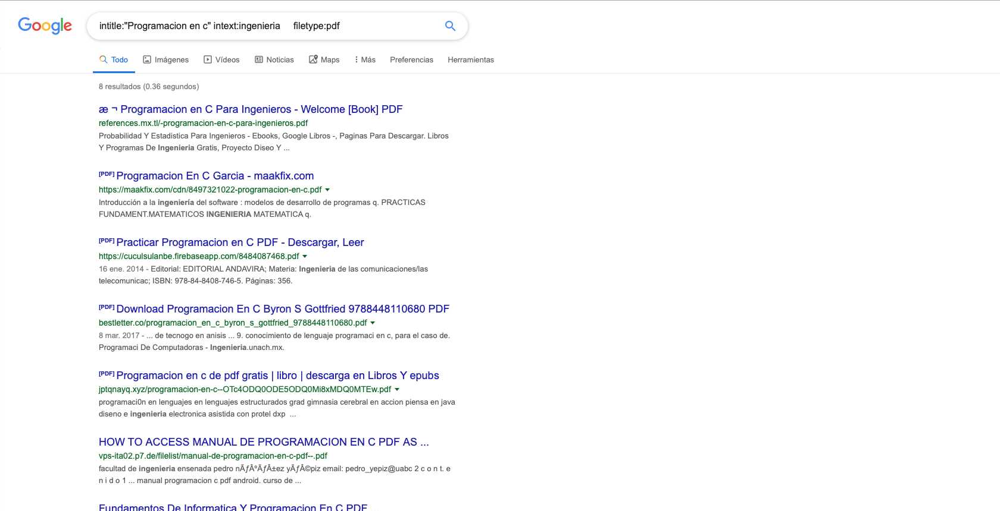 Google
intitle:"Programacion en c" intext:ingenieria filetype:pdf
Todo Imágenes Vídeos Noticias Maps Más Preferencias Herramientas
8 resultados (0.36 segundos)
æ ¬ Programacion en C Para Ingenieros - Welcome [Book] PDF
references.mx.tl/-programacion-en-c-para-ingenieros.pdf
Probabilidad Y Estadistica Para Ingenieros - Ebooks, Google Libros -, Paginas Para Descargar. Libros
Y Programas De Ingenieria Gratis, Proyecto Diseo Y ...
[PDF] Programacion En C Garcia - maakfix.com
https://maakfix.com/cdn/8497321022-programacion-en-c.pdf
Introducción a la ingeniería del software : modelos de desarrollo de programas q. PRACTICAS
FUNDAMENT.MATEMATICOS INGENIERIA MATEMATICA q.
[PDF] Practicar Programacion en C PDF - Descargar, Leer
https://cuculsulanbe.firebaseapp.com/8484087468.pdf
16 ene. 2014 - Editorial: EDITORIAL ANDAVIRA; Materia: Ingenieria de las comunicaciones/las
telecomunicac; ISBN: 978-84-8408-746-5. Páginas: 356.
[PDF] Download Programacion En C Byron S Gottfried 9788448110680 PDF
bestletter.co/programacion_en_c_byron_s_gottfried_9788448110680.pdf
8 mar. 2017 - ... de tecnogo en anisis ... 9. conocimiento de lenguaje programaci en c, para el caso de.
Programaci De Computadoras - Ingenieria.unach.mx.
[PDF] Programacion en c de pdf gratis | libro | descarga en Libros Y epubs
jptqnayq.xyz/programacion-en-c--OTc4ODQ0ODE5ODQ0Mi8xMDQ0MTEw.pdf
programaci0n en lenguajes en lenguajes estructurados grad gimnasia cerebral en accion piensa en java
diseno e ingenieria electronica asistida con protel dxp ...
HOW TO ACCESS MANUAL DE PROGRAMACION EN C PDF AS ...
vps-ita02.p7.de/filelist/manual-de-programacion-en-c-pdf--.pdf
facultad de ingenieria ensenada pedro nÃƒÂºÃƒÂ±ez yÃƒÂ©piz email: pedro_yepiz@uabc 2 c o n t. e
n i d o 1 ... manual programacion c pdf android. curso de ...
Fundamentos De Informatica Y Programacion En C PDF